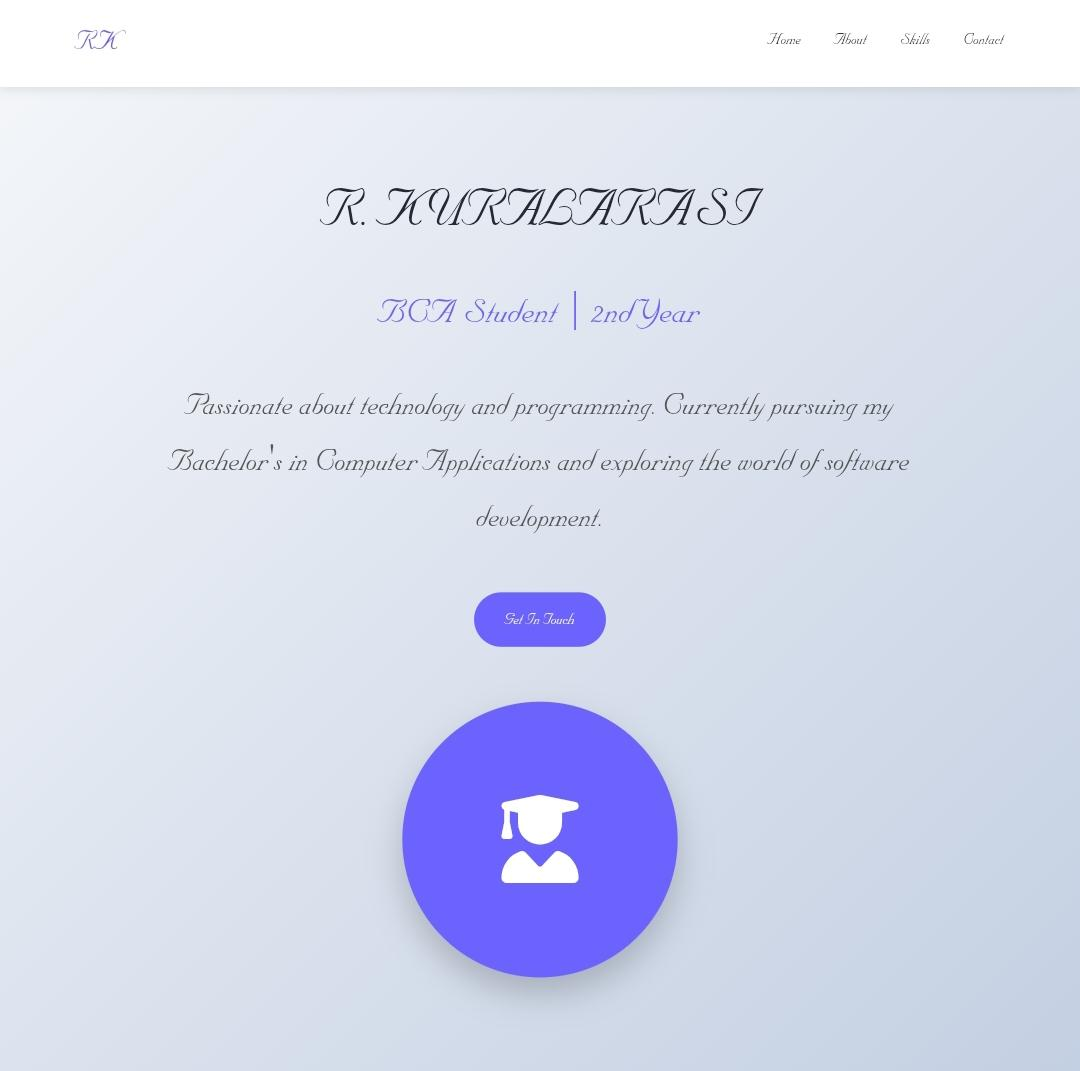 RK
Home About Skills Contact
R. KURALARASI
BCA Student | 2nd Year
Passionate about technology and programming. Currently pursuing my
Bachelor's in Computer Applications and exploring the world of software
development.
Get In Touch